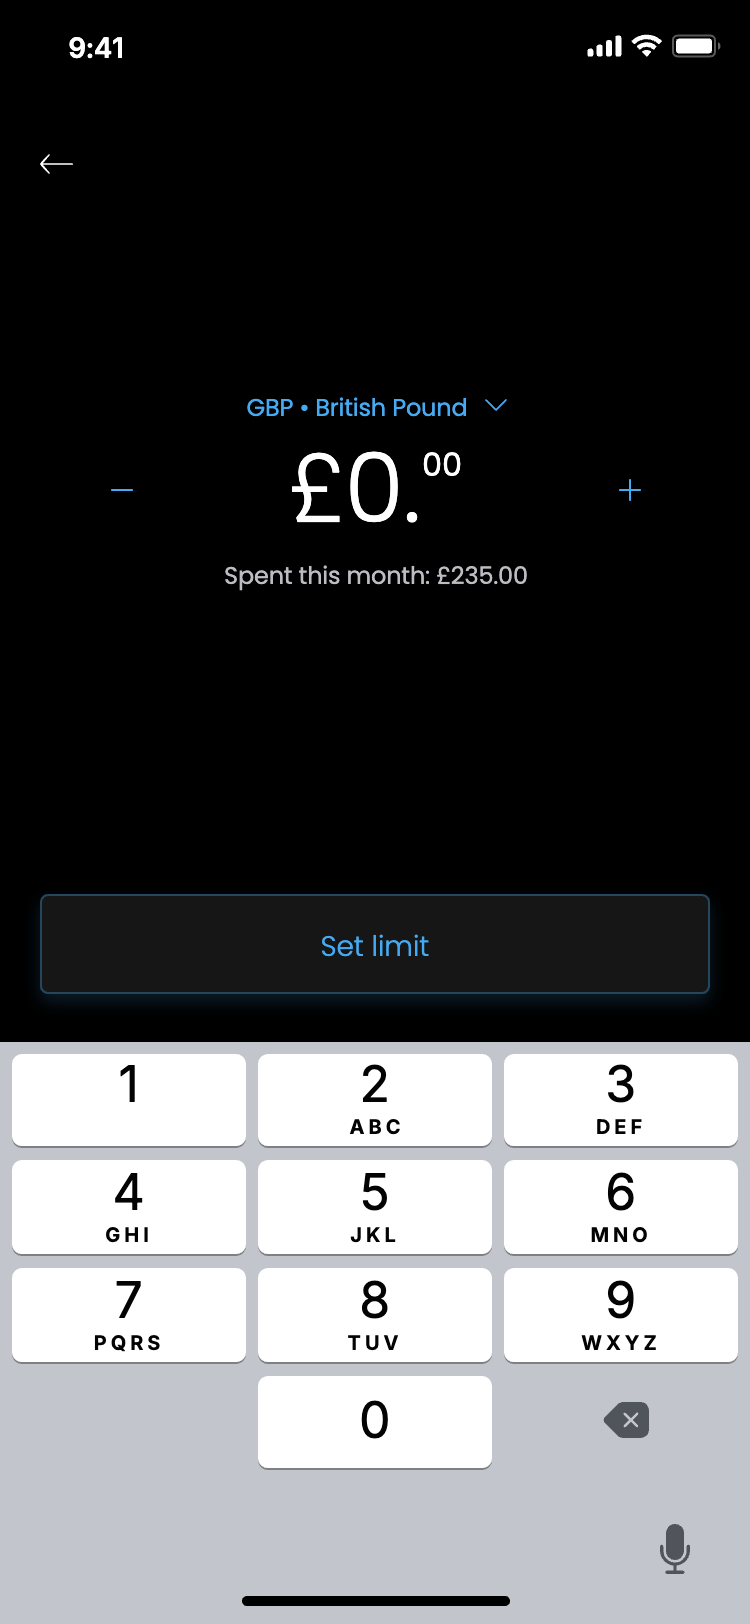 9:41
GBP • British Pound
£0.00
Spent this month: £235.00
Set limit
1 2 3
ABC DEF
4 5 6
GHI JKL MNO
7 8 9
PQRS TUV WXYZ
0